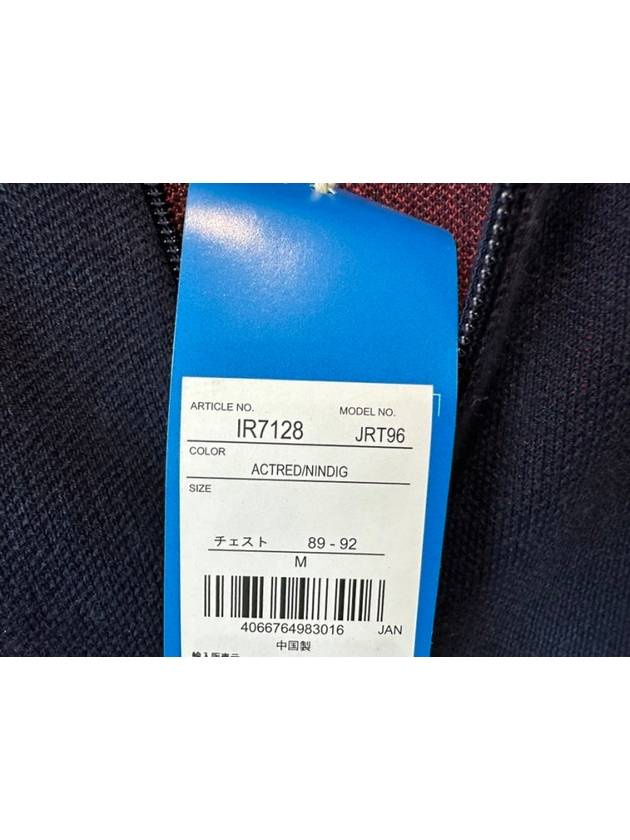 ARTICLE NO. MODEL NO.
IR7128 JRT96
COLOR
ACTRED/NINDIG
SIZE
チェスト 89 - 92
M
4066764983016 JAN
中国製